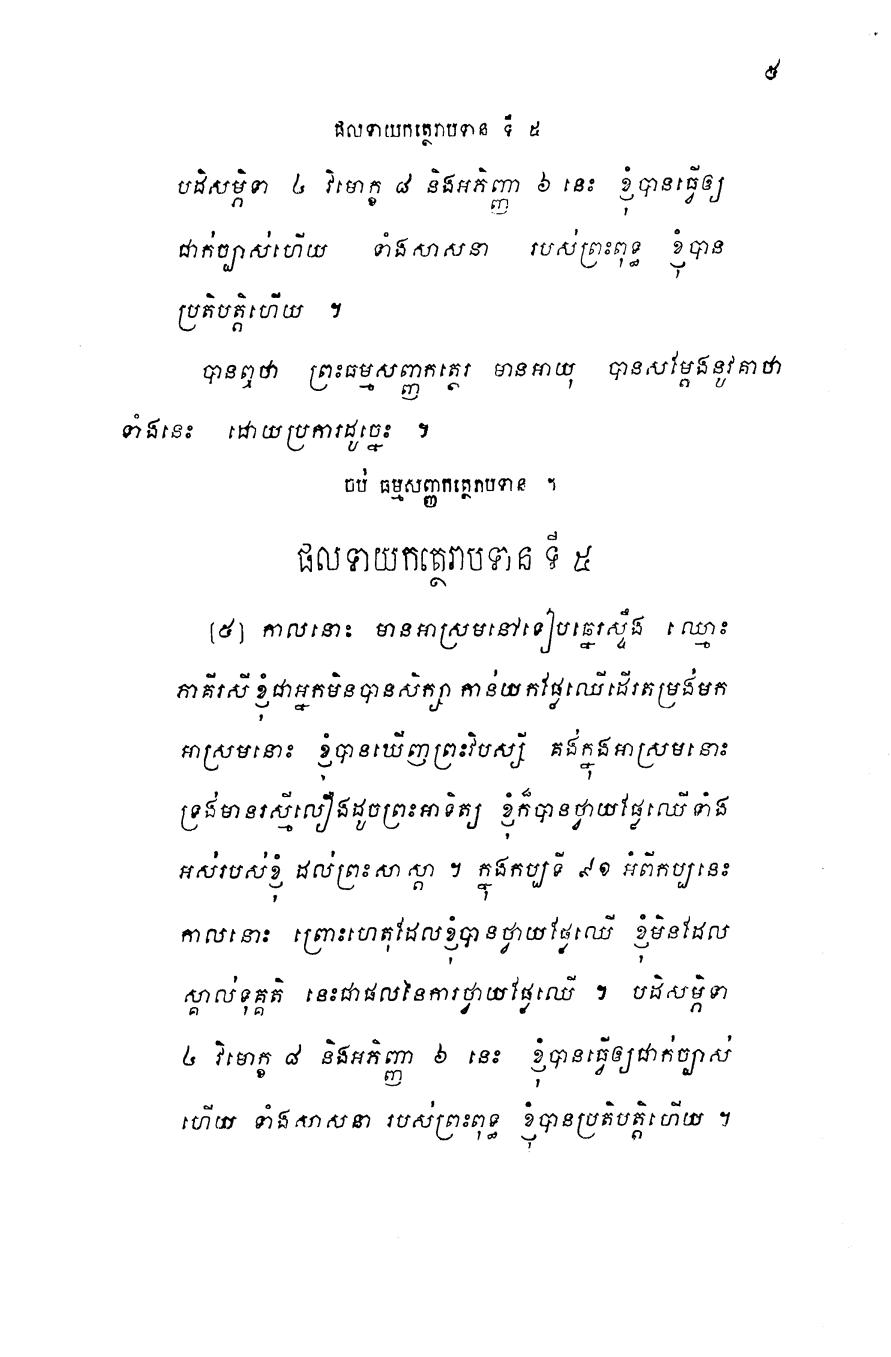 ៥
ផលទាយកត្ថេរាបទាន ទី ៥
បដិសម្ភិទា ៤ វិមោក្ខ ៨ និងអភិញ្ញា ៦ នេះ ខ្ញុំបានធ្វើឲ្យ
ជាក់ច្បាស់ហើយ ទាំងសាសនា របស់ព្រះពុទ្ធ ខ្ញុំបាន
ប្រតិបត្តិហើយ ។
បានឮថា ព្រះធម្មសញ្ញកត្ថេរ មានអាយុ បានសម្តែងនូវគាថា
ទាំងនេះ ដោយប្រការដូច្នេះ ។
ចប់ ធម្មសញ្ញកត្ថេរាបទាន ។
ផលទាយកត្ថេរាបទាន ទី ៥
[៥] កាលនោះ មានអាស្រមនៅទៀបឆ្នេរស្ទឹង ឈ្មោះ
ភាគីរសី ខ្ញុំជាអ្នកមិនបានសិក្សា កាន់យកផ្លែឈើដើរតម្រង់មក
អាស្រមនោះ ខ្ញុំបានឃើញព្រះវិបស្សី គង់ក្នុងអាស្រមនោះ
ទ្រង់មានរស្មីលឿងដូចព្រះអាទិត្យ ខ្ញុំក៏បានថ្វាយផ្លែឈើទាំង
អស់របស់ខ្ញុំ ដល់ព្រះសាស្តា ។ ក្នុងកប្បទី ៩១ អំពីកប្បនេះ
កាលនោះ ព្រោះហេតុដែលខ្ញុំបានថ្វាយផ្លែឈើ ខ្ញុំមិនដែល
ស្គាល់ទុគ្គតិ នេះជាផលនៃការថ្វាយផ្លែឈើ ។ បដិសម្ភិទា
៤ វិមោក្ខ ៨ និងអភិញ្ញា ៦ នេះ ខ្ញុំបានធ្វើឲ្យជាក់ច្បាស់
ហើយ ទាំងសាសនា របស់ព្រះពុទ្ធ ខ្ញុំបានប្រតិបត្តិហើយ ។